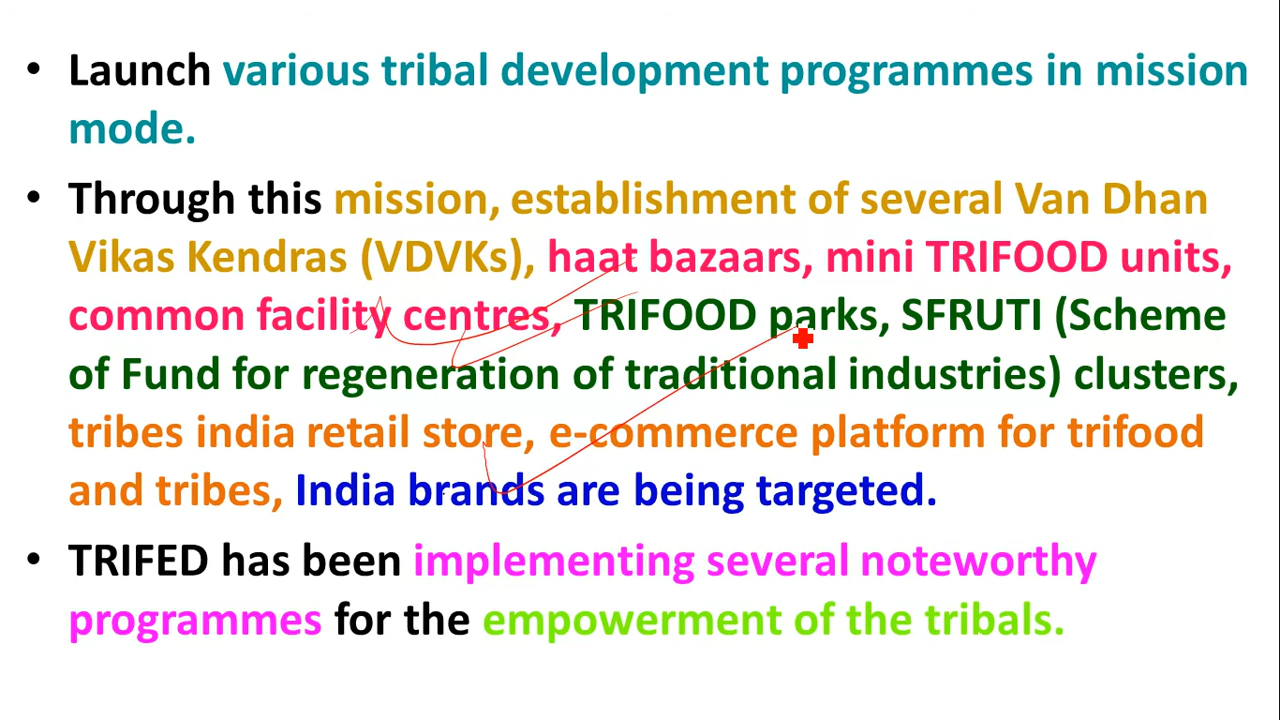 • Launch various tribal development programmes in mission
mode.
• Through this mission, establishment of several Van Dhan
Vikas Kendras (VDVKs), haat bazaars, mini TRIFOOD units,
common facility centres, TRIFOOD parks, SFRUTI (Scheme
of Fund for regeneration of traditional industries) clusters,
tribes india retail store, e-commerce platform for trifood
and tribes, India brands are being targeted.
• TRIFED has been implementing several noteworthy
programmes for the empowerment of the tribals.